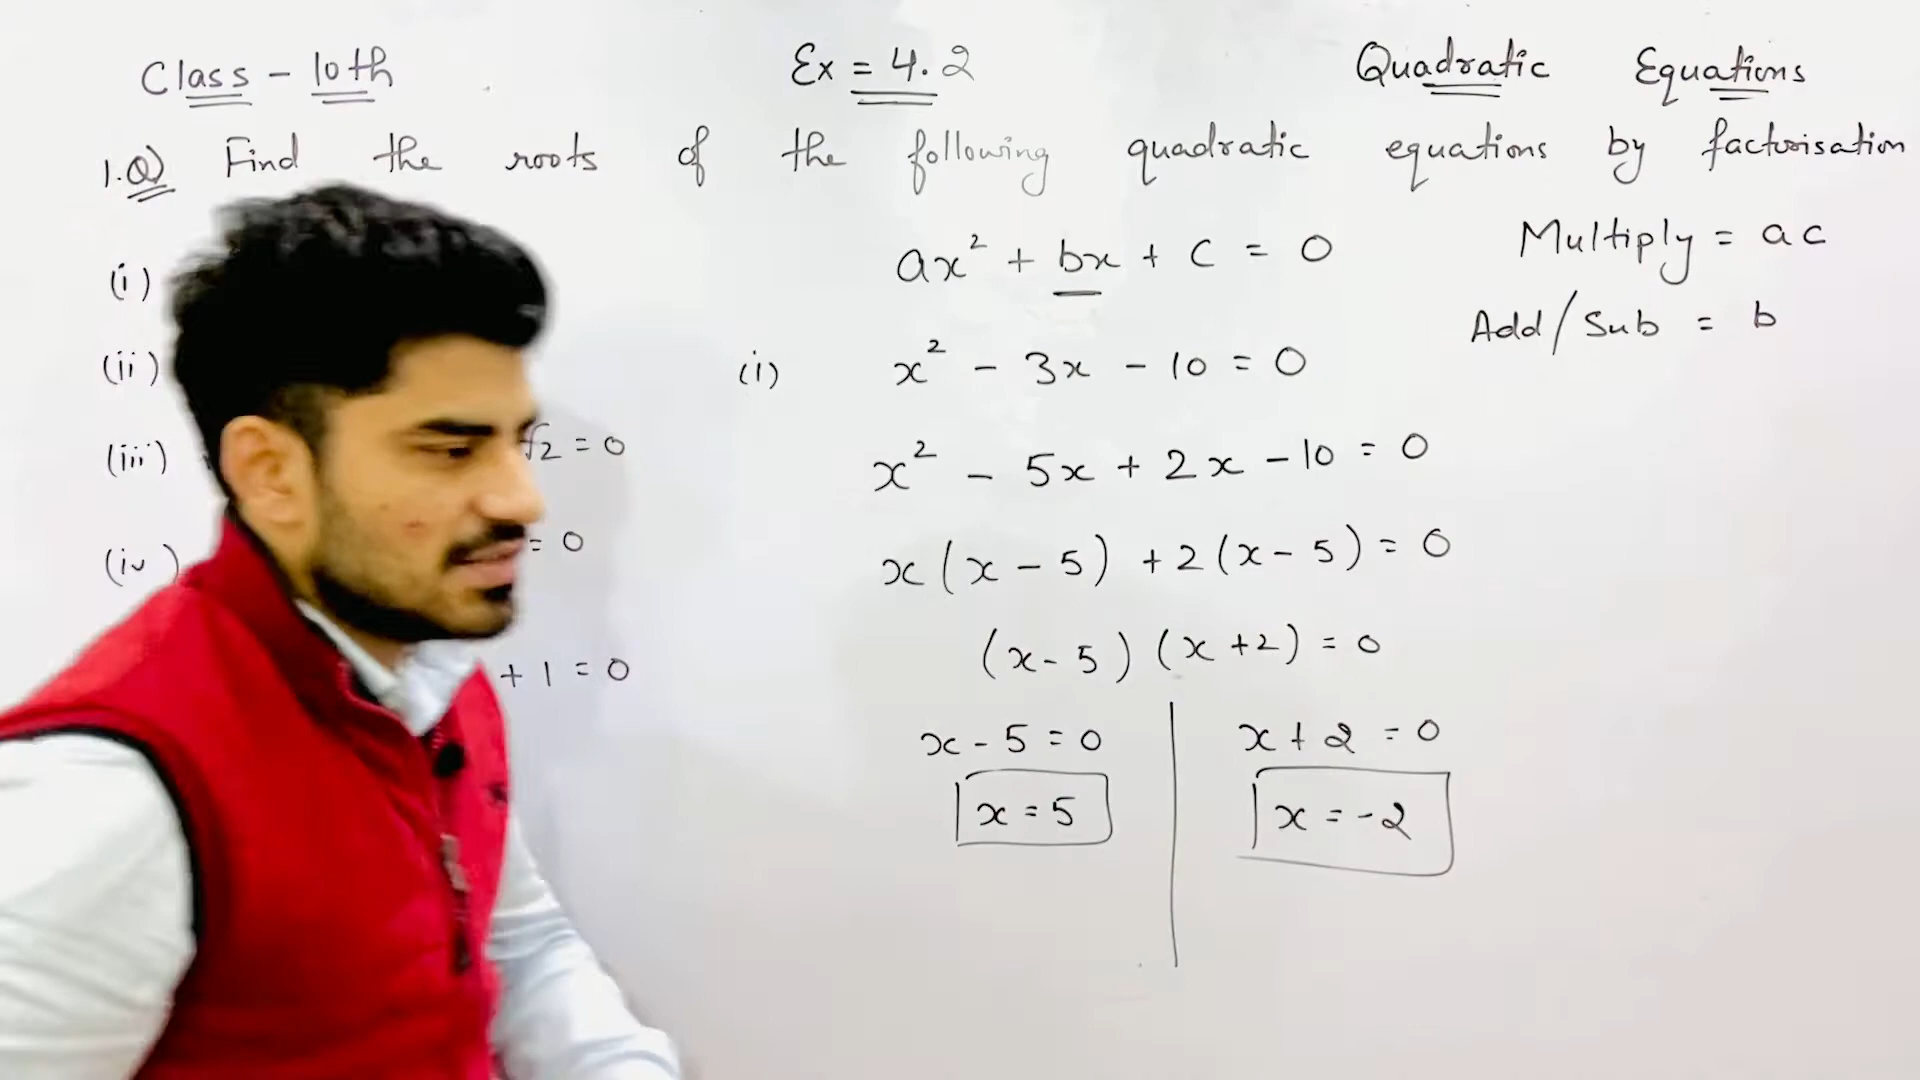 Class - 10th Ex = 4.2 Quadratic Equations
1.Q) Find the roots of the following quadratic equations by factorisation
(i)
(ii)
(iii) √2 = 0
(iv) = 0
+ 1 = 0
ax² + bx + c = 0
Multiply = ac
Add / Sub = b
(i) x² - 3x - 10 = 0
x² - 5x + 2x - 10 = 0
x(x - 5) + 2(x - 5) = 0
(x - 5) (x + 2) = 0
x - 5 = 0
x = 5
x + 2 = 0
x = -2